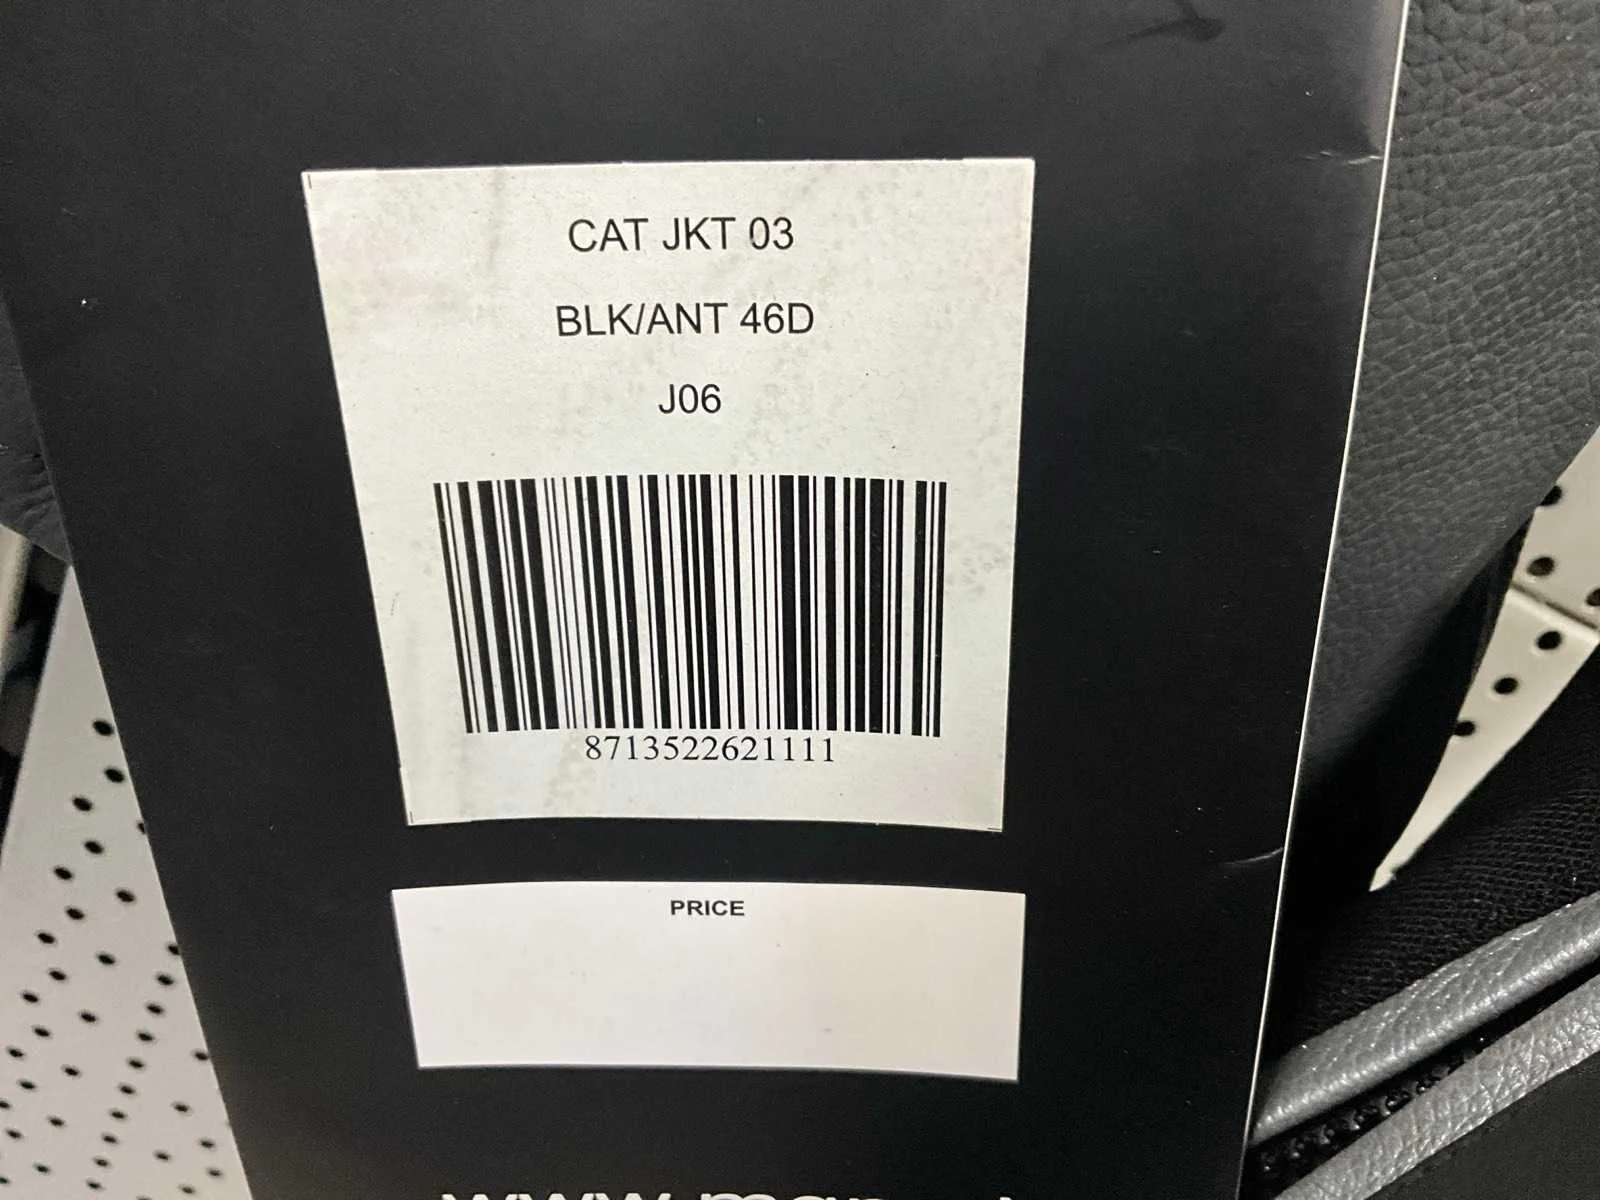 CAT JKT 03
BLK/ANT 46D
J06
8713522621111
PRICE